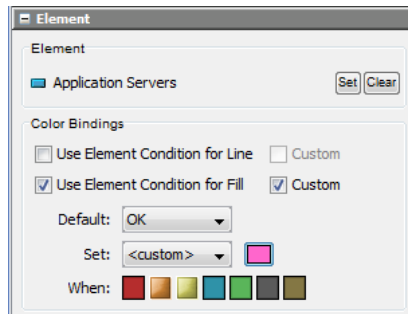 Element
Element
Application Servers Set Clear
Color Bindings
Use Element Condition for Line Custom
Use Element Condition for Fill Custom
Default: OK
Set: <custom>
When: